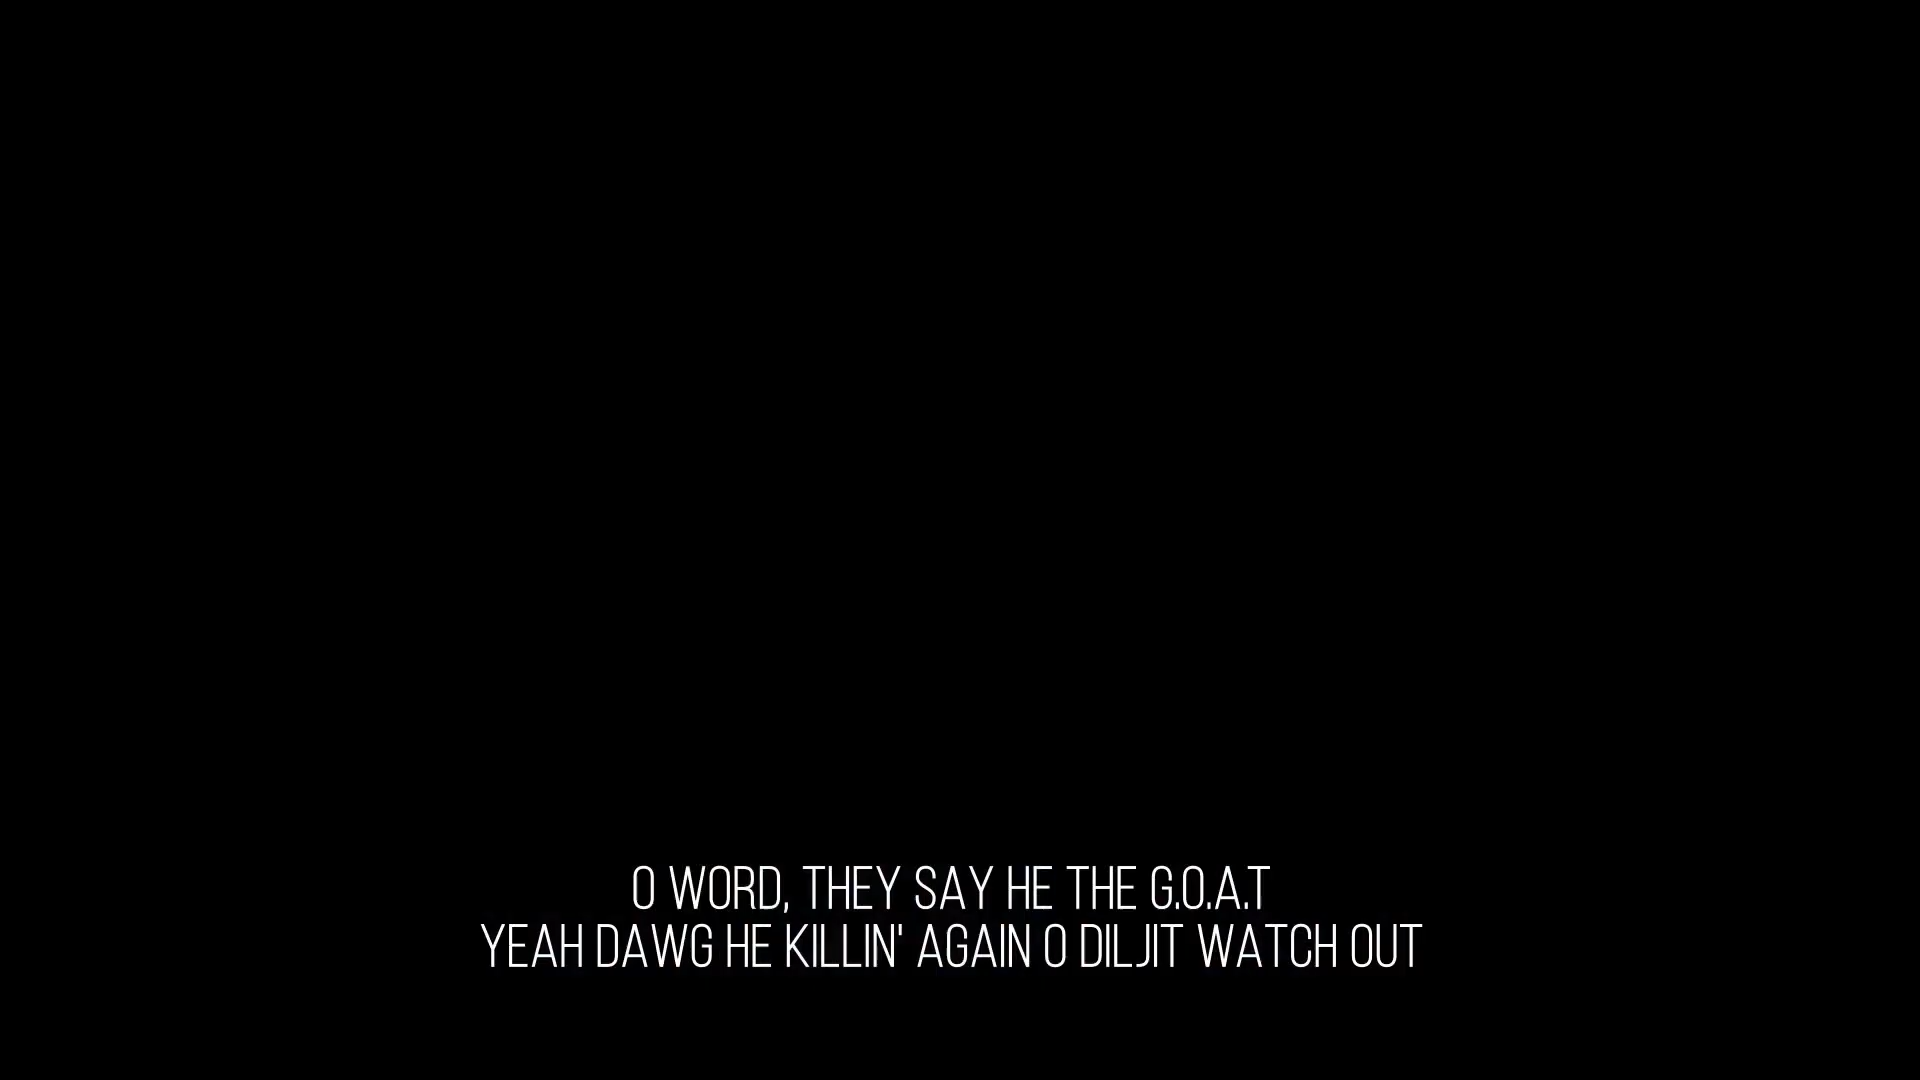 O WORD, THEY SAY HE THE G.O.A.T
YEAH DAWG HE KILLIN' AGAIN O DILJIT WATCH OUT